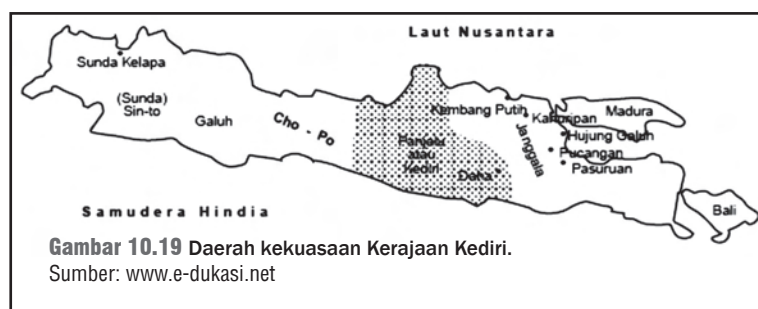 Laut Nusantara
Sunda Kelapa
(Sunda)
Sin-to
Galuh
Cho - Po
Kembang Putih
Kahuripan
Madura
Panjalu
atau
Kediri
Janggala
Hujung Galuh
Pucangan
Daha
Pasuruan
Bali
Samudera Hindia
Gambar 10.19 Daerah kekuasaan Kerajaan Kediri.
Sumber: www.e-dukasi.net